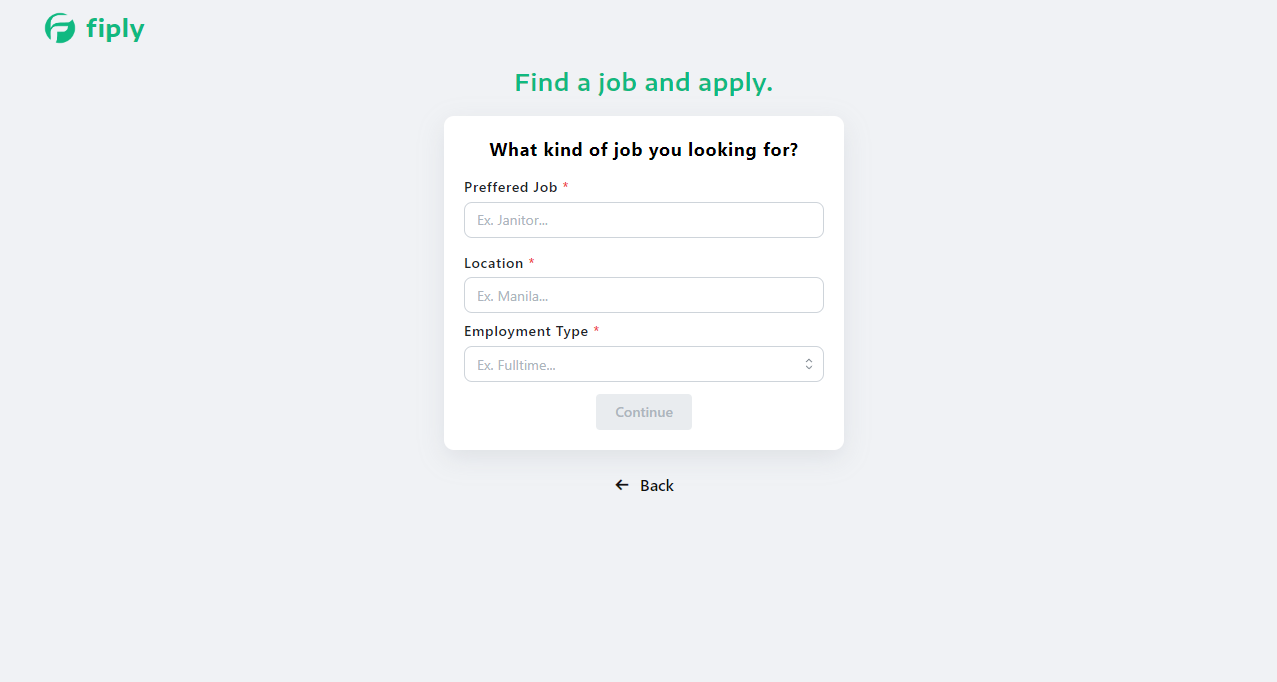 fiply
Find a job and apply.
What kind of job you looking for?
Preffered Job *
Ex. Janitor...
Location *
Ex. Manila...
Employment Type *
Ex. Fulltime...
Continue
Back